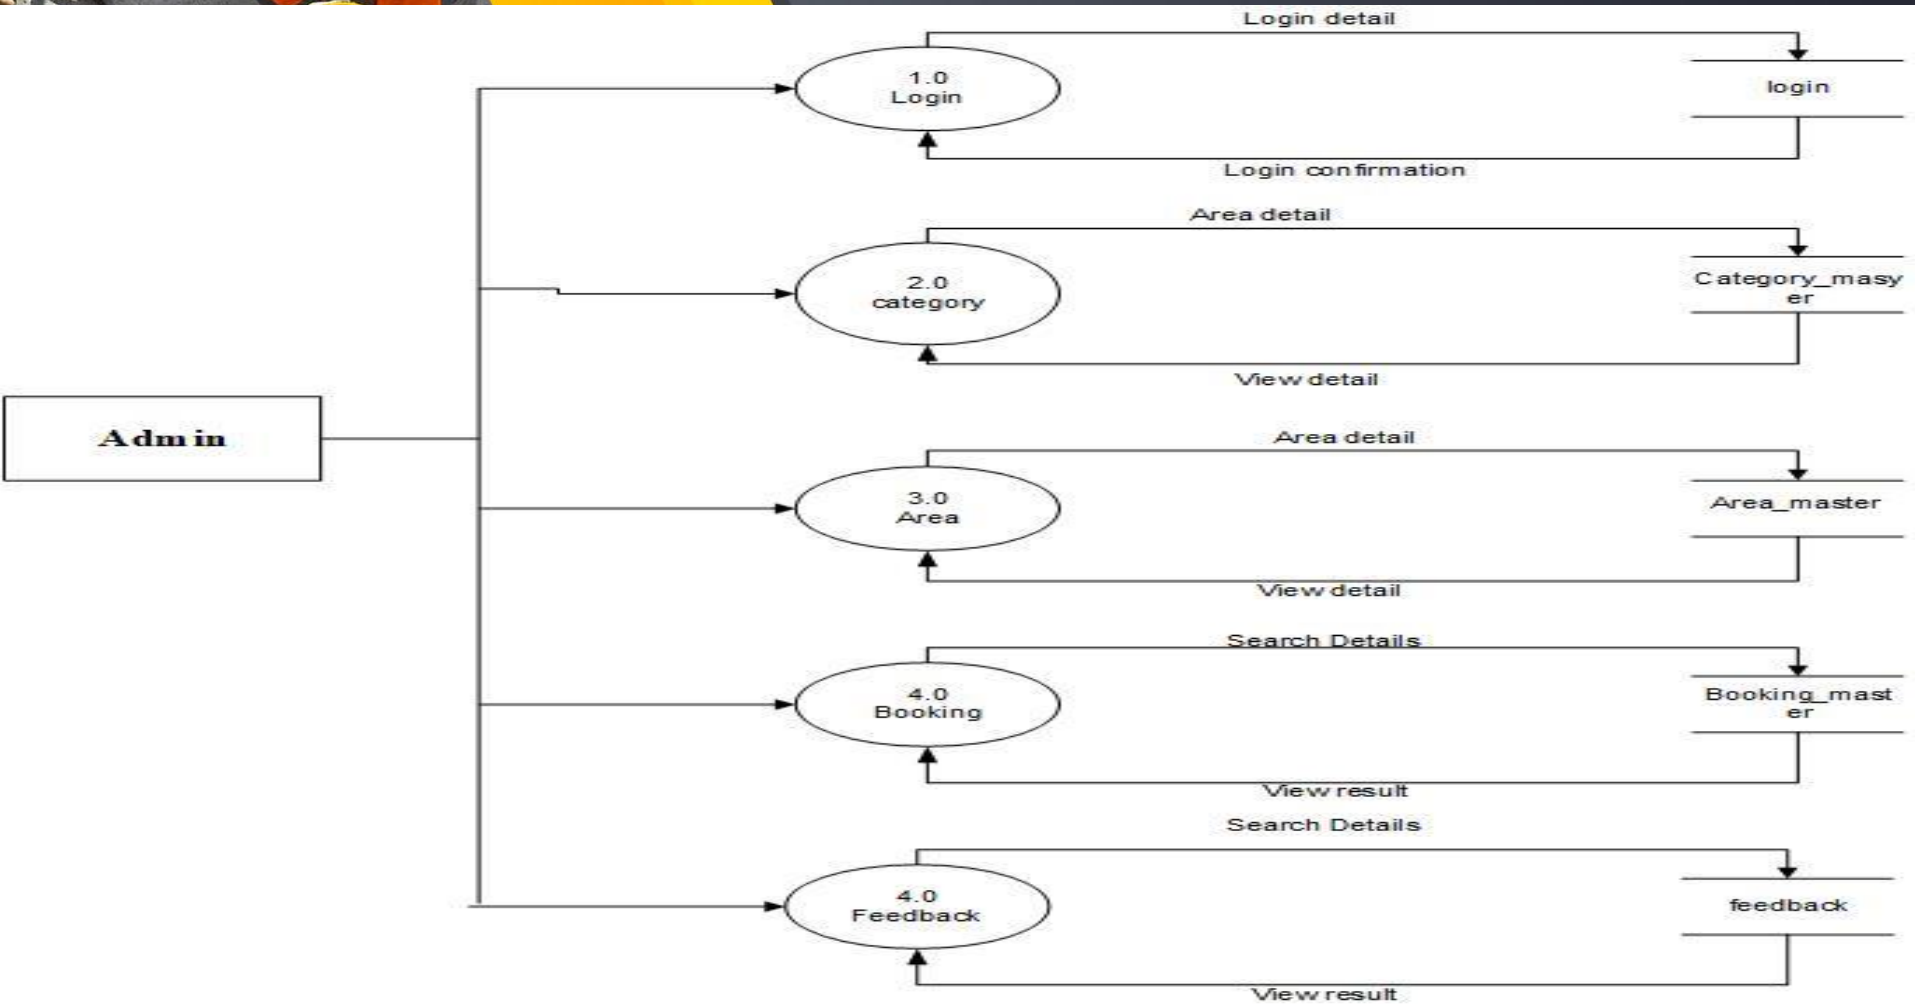 Login detail
1.0
Login
login
Login confirmation
Area detail
2.0
category
Category_masy
er
View detail
Admin
Area detail
3.0
Area
Area_master
View detail
Search Details
4.0
Booking
Booking_mast
er
View result
Search Details
4.0
Feedback
feedback
View result